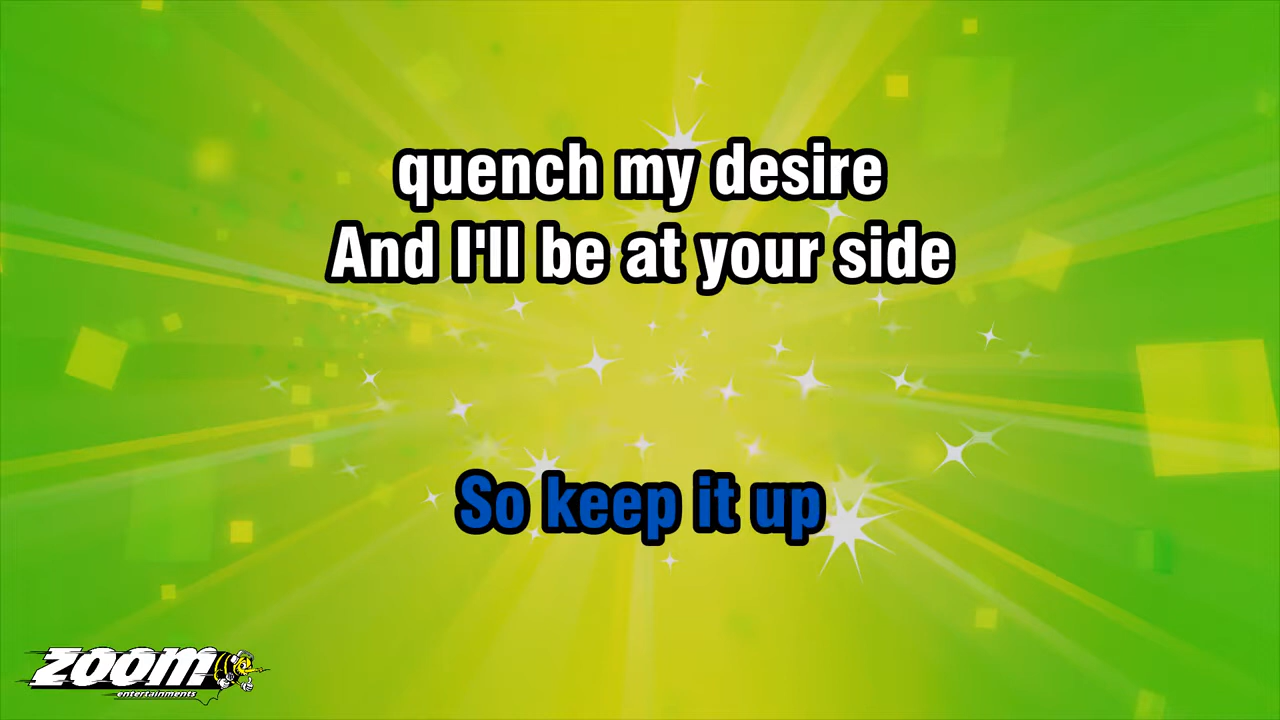 quench my desire
And I'll be at your side
So keep it up
ZOOM
entertainments